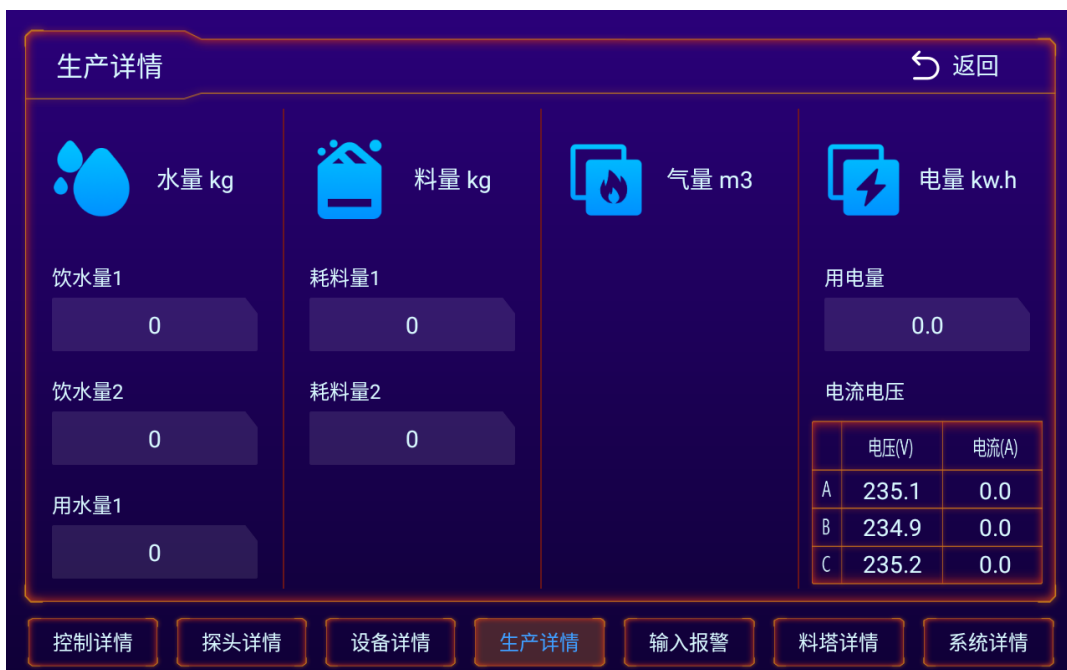 生产详情
返回
水量 kg
料量 kg
气量 m3
电量 kw.h
饮水量1
0
饮水量2
0
用水量1
0
耗料量1
0
耗料量2
0
用电量
0.0
电流电压
电压(V) 电流(A)
A 235.1 0.0
B 234.9 0.0
C 235.2 0.0
控制详情 探头详情 设备详情 生产详情 输入报警 料塔详情 系统详情